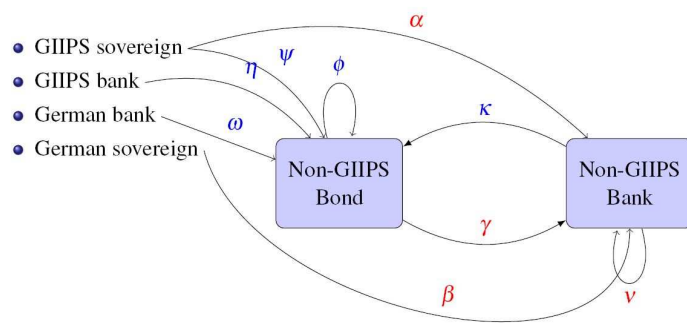 α
GIIPS sovereign
ψ
η
φ
GIIPS bank
κ
German bank
ω
German sovereign
Non-GIIPS
Bond
Non-GIIPS
Bank
γ
β
ν